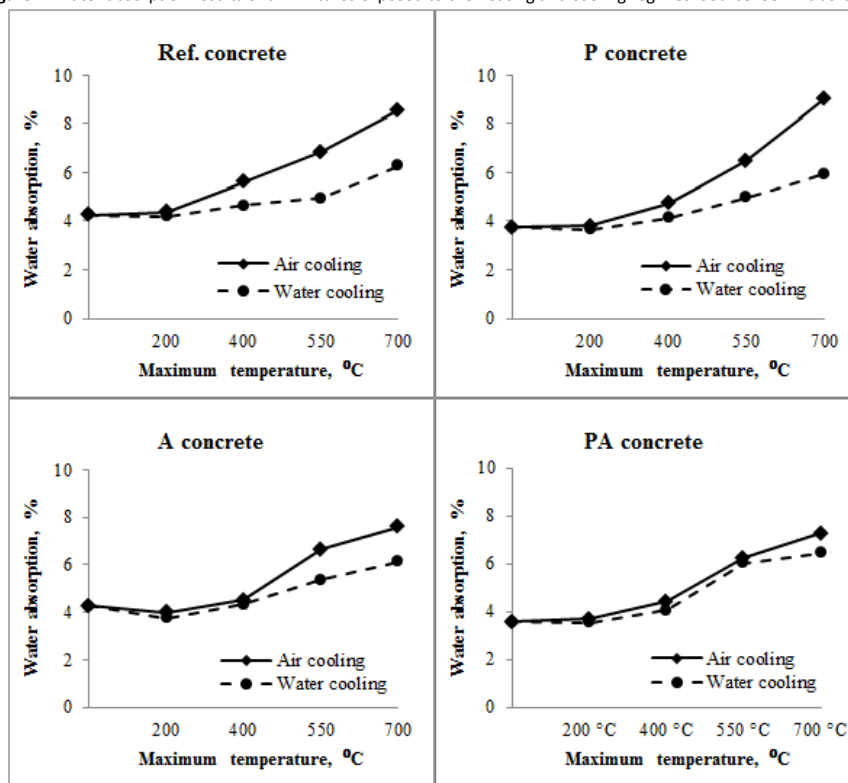 Ref. concrete
10
8
6
4
2
0
Water absorption, %
Air cooling
Water cooling
200 400 550 700
Maximum temperature, ⁰C
P concrete
10
8
6
4
2
0
Water absorption, %
Air cooling
Water cooling
200 400 550 700
Maximum temperature, ⁰C
A concrete
10
8
6
4
2
0
Water absorption, %
Air cooling
Water cooling
200 400 550 700
Maximum temperature, ⁰C
PA concrete
10
8
6
4
2
0
Water absorption, %
Air cooling
Water cooling
200 °C 400 °C 550 °C 700 °C
Maximum temperature, ⁰C